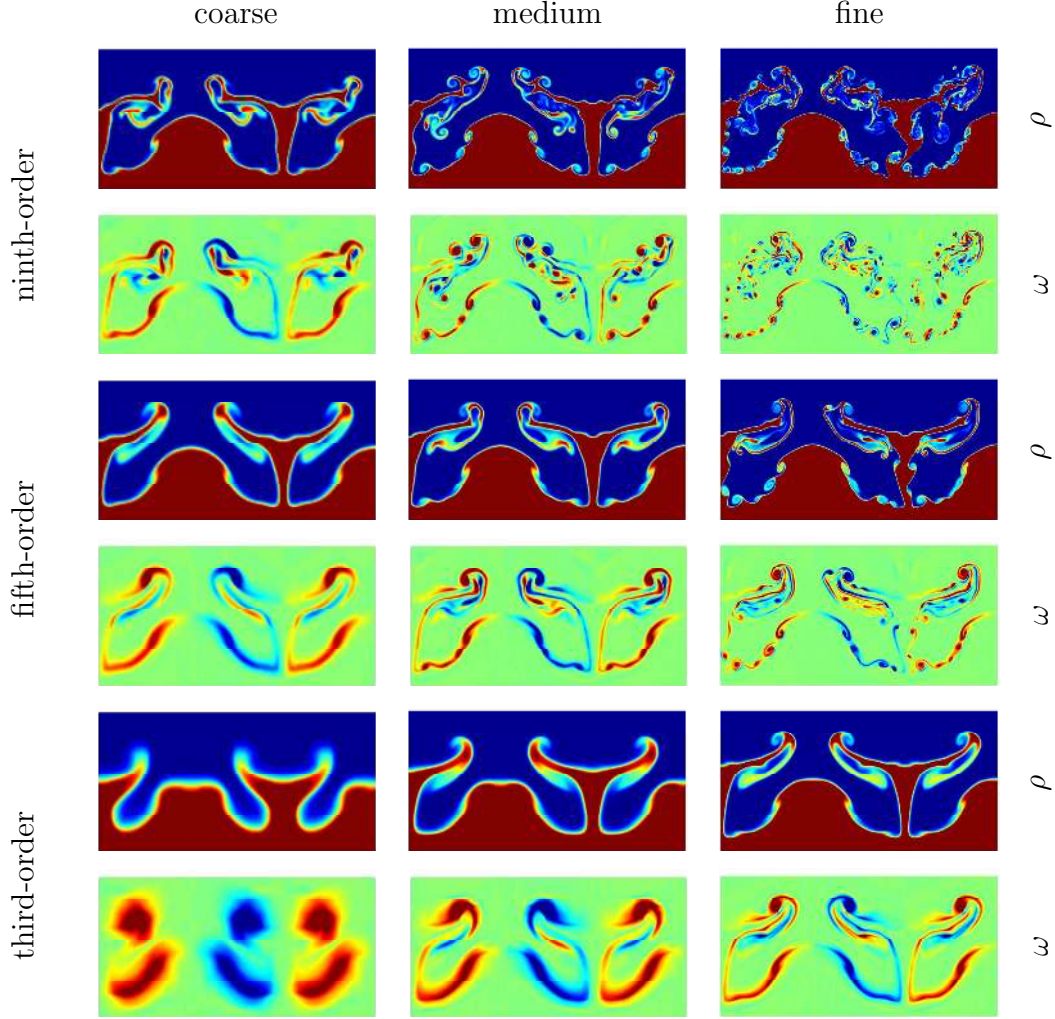 coarse medium fine
ninth-order
ρ
ω
fifth-order
ρ
ω
third-order
ρ
ω